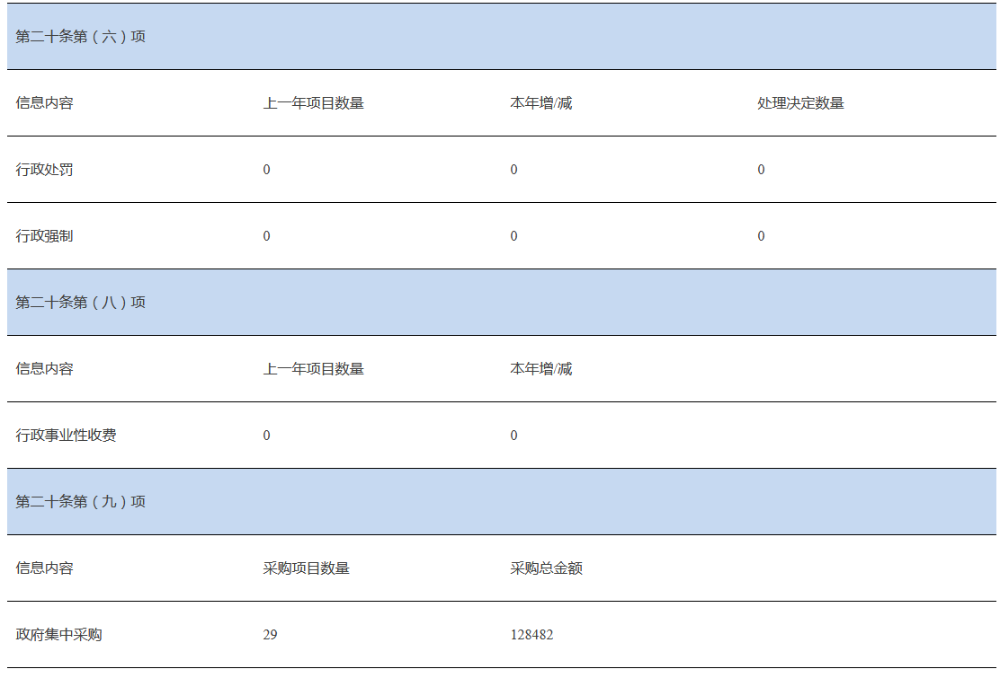 第二十条第（六）项
信息内容 上一年项目数量 本年增/减 处理决定数量
行政处罚 0 0 0
行政强制 0 0 0
第二十条第（八）项
信息内容 上一年项目数量 本年增/减
行政事业性收费 0 0
第二十条第（九）项
信息内容 采购项目数量 采购总金额
政府集中采购 29 128482